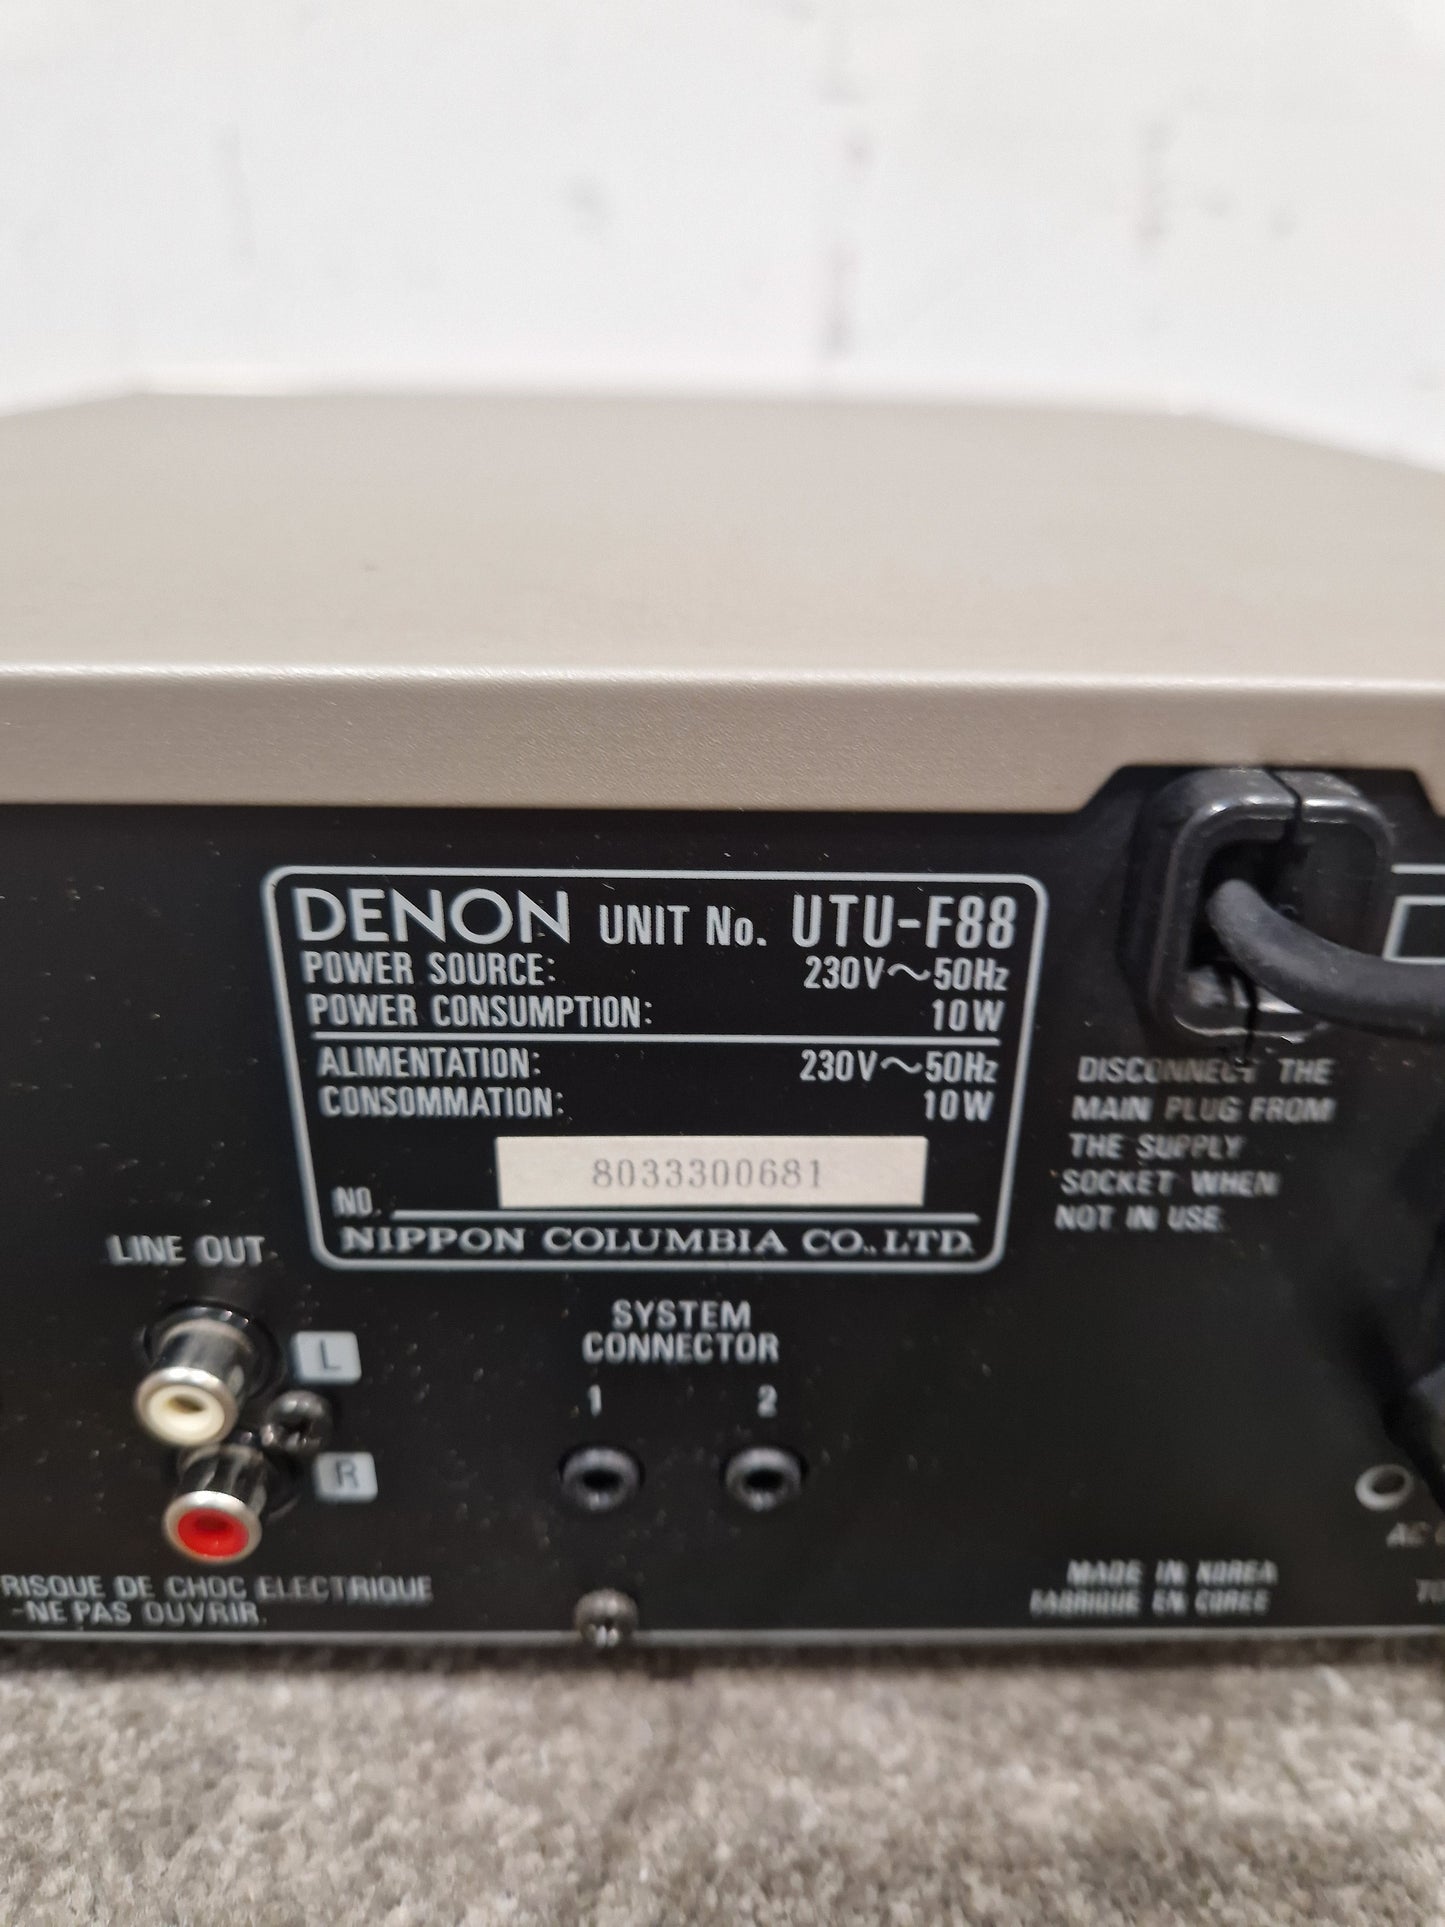 DENON UNIT No. UTU-F88
POWER SOURCE: 230V～50Hz
POWER CONSUMPTION: 10W
ALIMENTATION: 230V～50Hz
CONSOMMATION: 10W
8033300681
NO.
NIPPON COLUMBIA CO., LTD.
DISCONNECT THE
MAIN PLUG FROM
THE SUPPLY
SOCKET WHEN
NOT IN USE.
LINE OUT
L
R
SYSTEM
CONNECTOR
1 2
RISQUE DE CHOC ELECTRIQUE
-NE PAS OUVRIR.
MADE IN KOREA
FABRIQUE EN COREE
AC